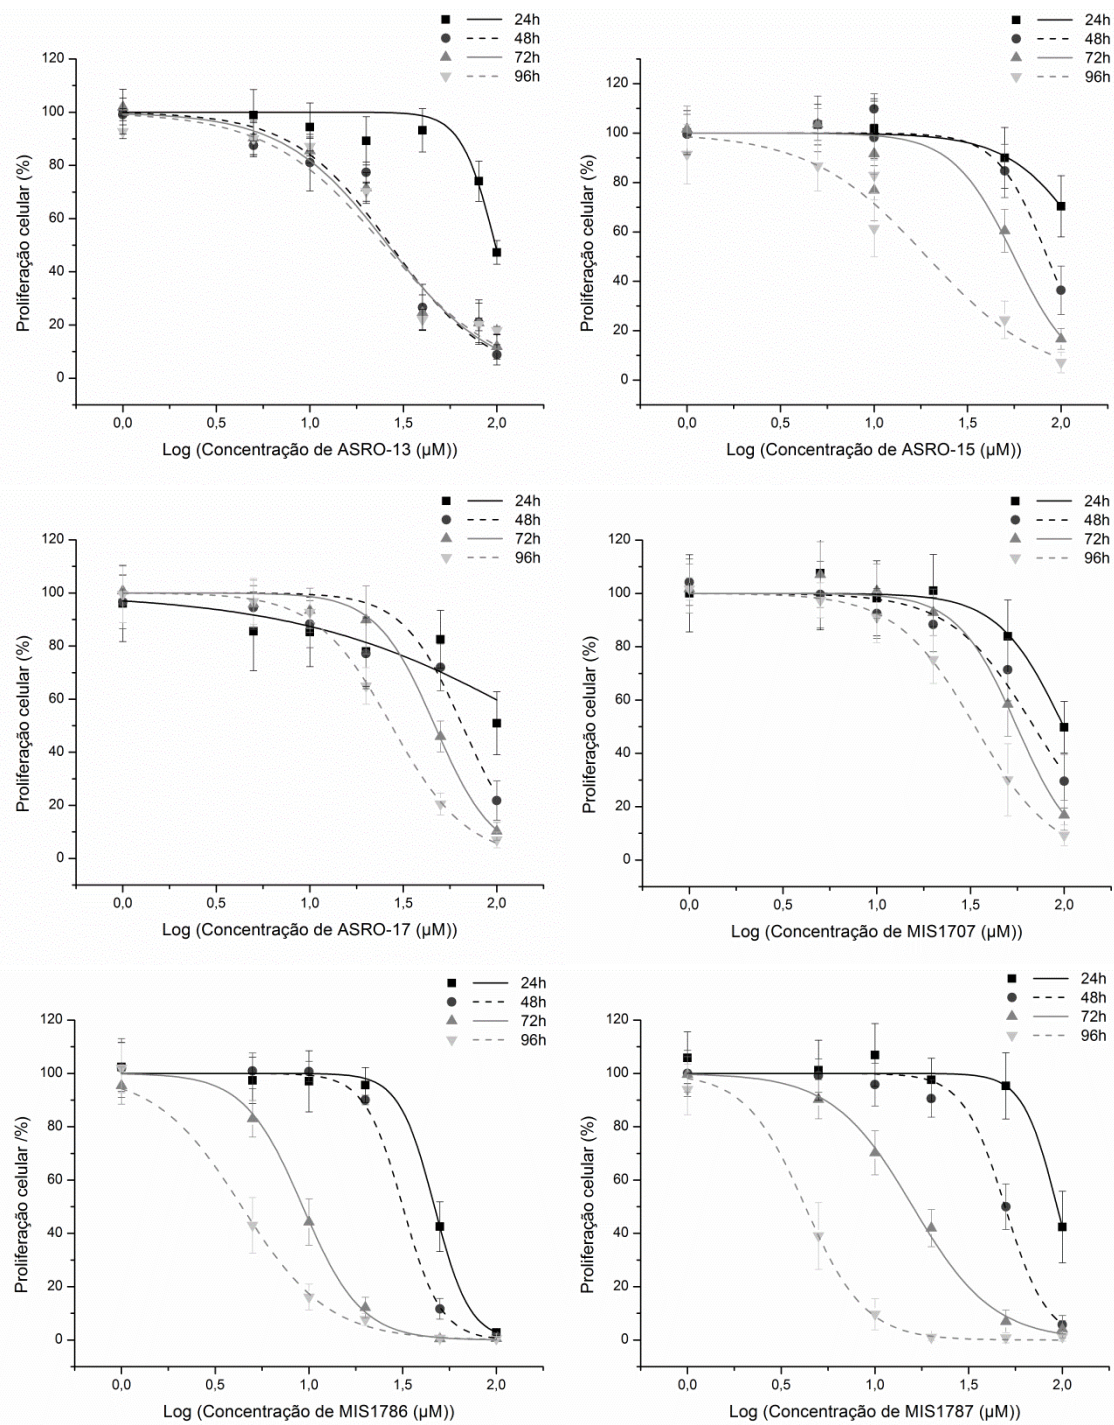 24h
48h
72h
96h
120
100
80
60
40
20
0
Proliferação celular (%)
0,0 0,5 1,0 1,5 2,0
Log (Concentração de ASRO-13 (µM))
24h
48h
72h
96h
120
100
80
60
40
20
0
Proliferação celular (%)
0,0 0,5 1,0 1,5 2,0
Log (Concentração de ASRO-15 (µM))
24h
48h
72h
96h
120
100
80
60
40
20
0
Proliferação celular (%)
0,0 0,5 1,0 1,5 2,0
Log (Concentração de ASRO-17 (µM))
24h
48h
72h
96h
120
100
80
60
40
20
0
Proliferação celular (%)
0,0 0,5 1,0 1,5 2,0
Log (Concentração de MIS1707 (µM))
24h
48h
72h
96h
120
100
80
60
40
20
0
Proliferação celular /%)
0,0 0,5 1,0 1,5 2,0
Log (Concentração de MIS1786 (µM))
24h
48h
72h
96h
120
100
80
60
40
20
0
Proliferação celular (%)
0,0 0,5 1,0 1,5 2,0
Log (Concentração de MIS1787 (µM))